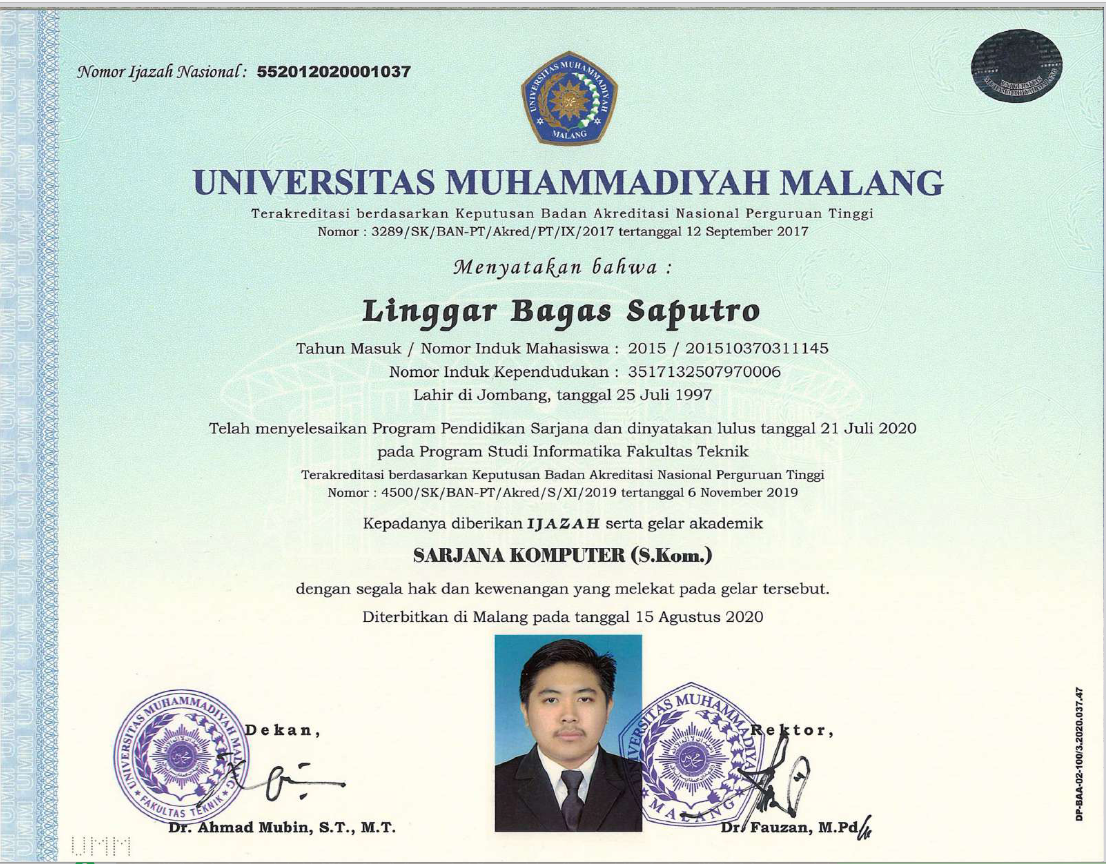 Nomor Ijazah Nasional : 552012020001037
UNIVERSITAS MUHAMMADIYAH
MALANG
UNIVERSITAS MUHAMMADIYAH MALANG
Terakreditasi berdasarkan Keputusan Badan Akreditasi Nasional Perguruan Tinggi
Nomor : 3289/SK/BAN-PT/Akred/PT/IX/2017 tertanggal 12 September 2017
Menyatakan bahwa :
Linggar Bagas Saputro
Tahun Masuk / Nomor Induk Mahasiswa : 2015 / 201510370311145
Nomor Induk Kependudukan : 3517132507970006
Lahir di Jombang, tanggal 25 Juli 1997
Telah menyelesaikan Program Pendidikan Sarjana dan dinyatakan lulus tanggal 21 Juli 2020
pada Program Studi Informatika Fakultas Teknik
Terakreditasi berdasarkan Keputusan Badan Akreditasi Nasional Perguruan Tinggi
Nomor : 4500/SK/BAN-PT/Akred/S/XI/2019 tertanggal 6 November 2019
Kepadanya diberikan IJAZAH serta gelar akademik
SARJANA KOMPUTER (S.Kom.)
dengan segala hak dan kewenangan yang melekat pada gelar tersebut.
Diterbitkan di Malang pada tanggal 15 Agustus 2020
Dekan,
UNIVERSITAS MUHAMMADIYAH MALANG
FAKULTAS TEKNIK
Dr. Ahmad Mubin, S.T., M.T.
Rektor,
MALANG
Dr. Fauzan, M.Pd
DP-BAA-02-100/3.2020.037.47
UMM